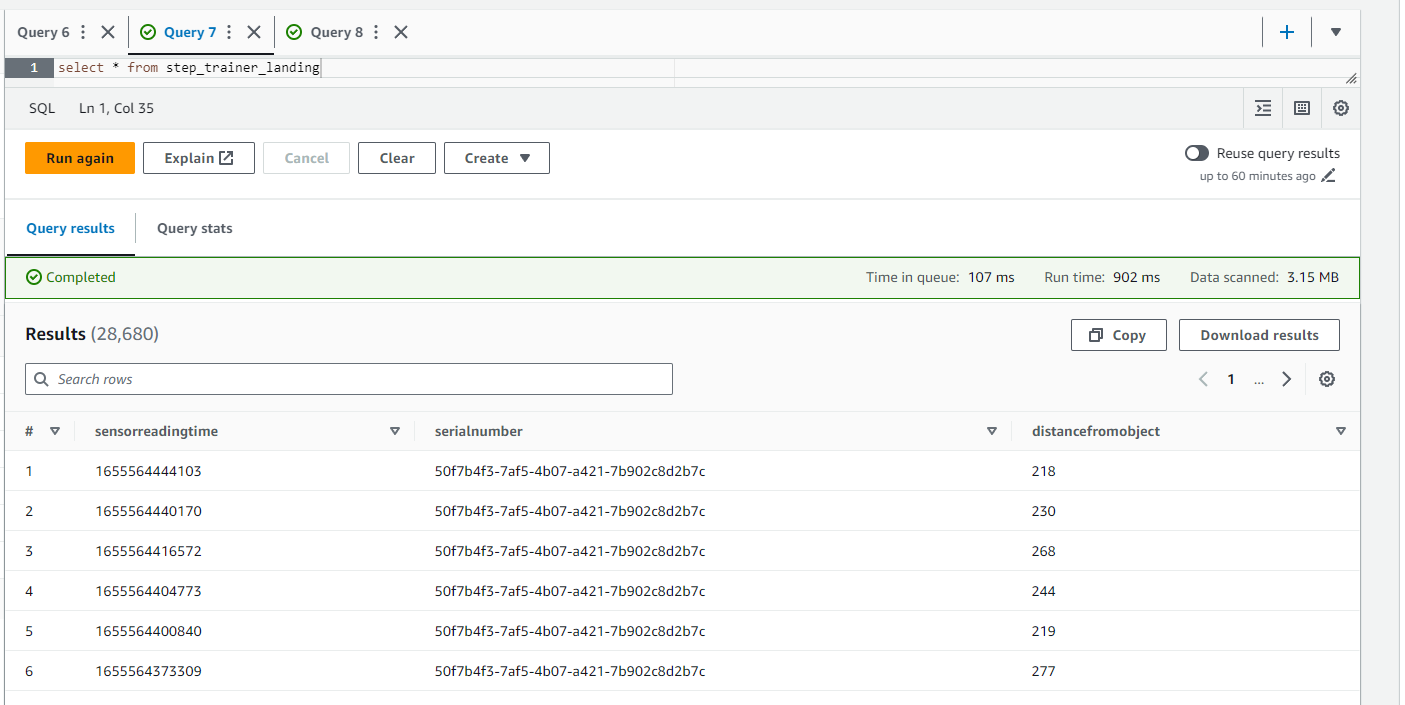 Query 6 Query 7 Query 8
1 select * from step_trainer_landing
SQL Ln 1, Col 35
Run again Explain Cancel Clear Create Reuse query results
up to 60 minutes ago
Query results Query stats
Completed Time in queue: 107 ms Run time: 902 ms Data scanned: 3.15 MB
Results (28,680) Copy Download results
Search rows 1 ...
# sensorreadingtime serialnumber distancefromobject
1 1655564444103 50f7b4f3-7af5-4b07-a421-7b902c8d2b7c 218
2 1655564440170 50f7b4f3-7af5-4b07-a421-7b902c8d2b7c 230
3 1655564416572 50f7b4f3-7af5-4b07-a421-7b902c8d2b7c 268
4 1655564404773 50f7b4f3-7af5-4b07-a421-7b902c8d2b7c 244
5 1655564400840 50f7b4f3-7af5-4b07-a421-7b902c8d2b7c 219
6 1655564373309 50f7b4f3-7af5-4b07-a421-7b902c8d2b7c 277